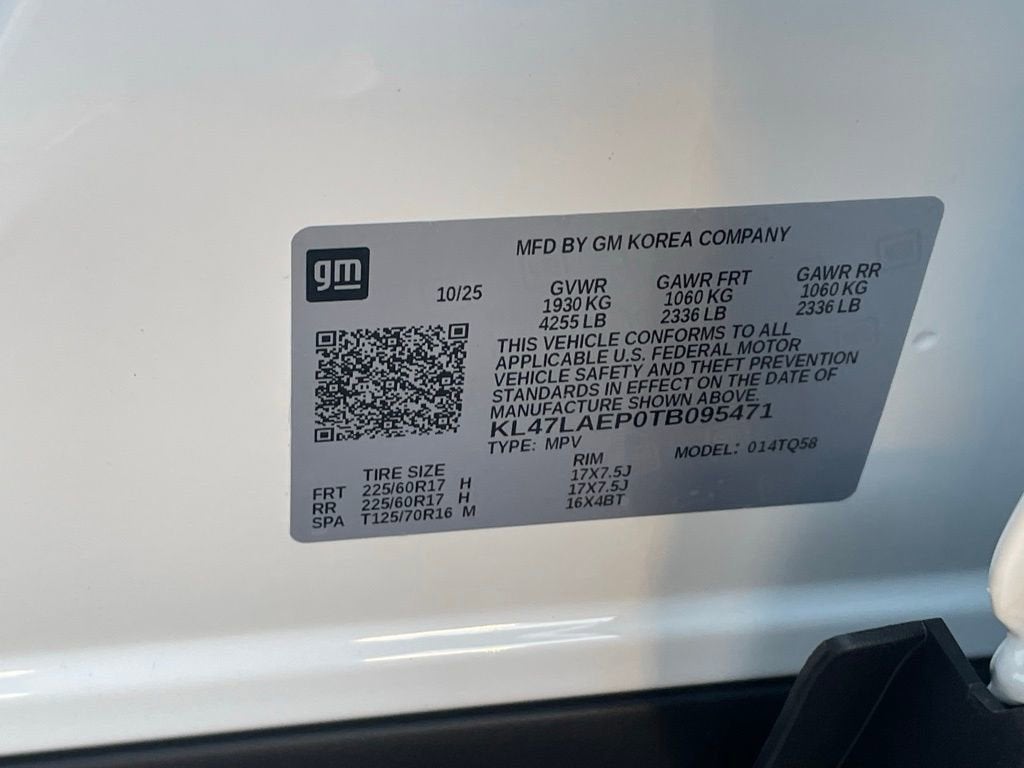 MFD BY GM KOREA COMPANY
gm
10/25
GVWR GAWR FRT GAWR RR
1930 KG 1060 KG 1060 KG
4255 LB 2336 LB 2336 LB
THIS VEHICLE CONFORMS TO ALL
APPLICABLE U.S. FEDERAL MOTOR
VEHICLE SAFETY AND THEFT PREVENTION
STANDARDS IN EFFECT ON THE DATE OF
MANUFACTURE SHOWN ABOVE.
KL47LAEP0TB095471
TYPE: MPV MODEL: 014TQ58
TIRE SIZE RIM
FRT 225/60R17 H 17X7.5J
RR 225/60R17 H 17X7.5J
SPA T125/70R16 M 16X4BT